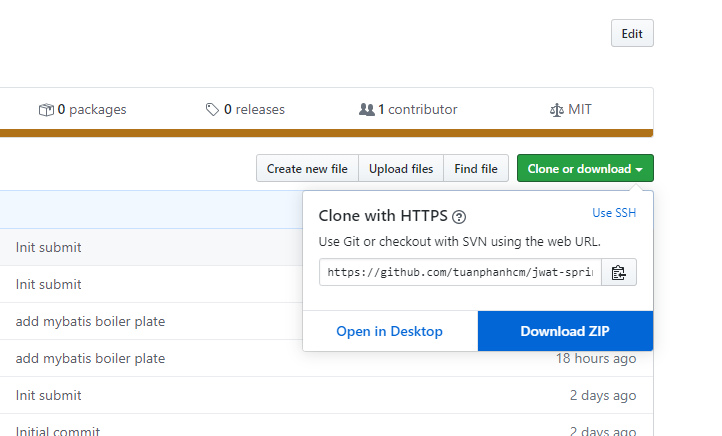 Edit
0 packages
0 releases
1 contributor
MIT
Create new file
Upload files
Find file
Clone or download
Clone with HTTPS
Use SSH
Use Git or checkout with SVN using the web URL.
https://github.com/tuanphanhcm/jwat-sprin
Open in Desktop
Download ZIP
Init submit
Init submit
add mybatis boiler plate
add mybatis boiler plate
18 hours ago
Init submit
2 days ago
Initial commit
2 days ago